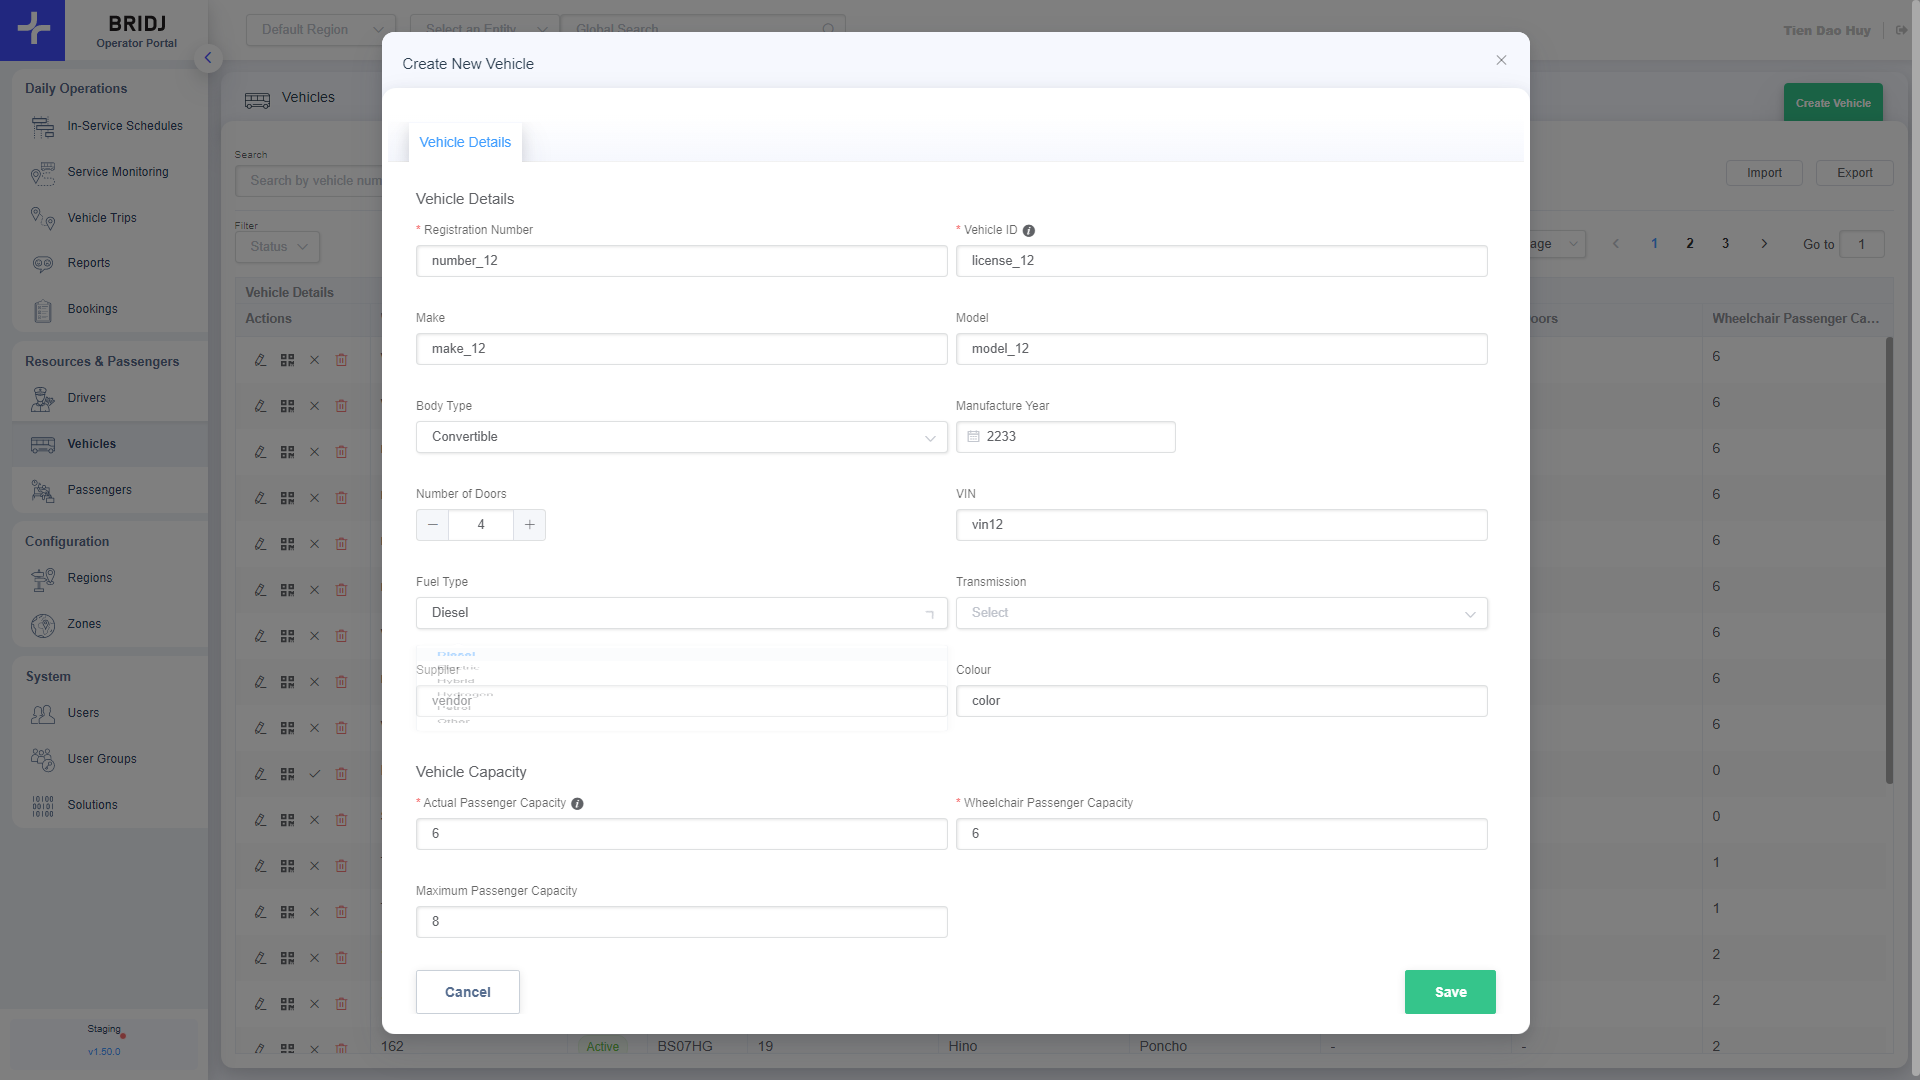 BRIDJ
Operator Portal
Default Region
Select an Entity
Global Search
Tien Dao Huy
Daily Operations
In-Service Schedules
Service Monitoring
Vehicle Trips
Reports
Bookings
Resources & Passengers
Drivers
Vehicles
Passengers
Configuration
Regions
Zones
System
Users
User Groups
Solutions
Staging
v1.50.0
Vehicles
Create Vehicle
Search
Search by vehicle num
Import
Export
Filter
Status
age
1
2
3
Go to
1
Vehicle Details
Actions
oors
Wheelchair Passenger Ca...
6
6
6
6
6
6
6
6
6
0
0
1
1
2
2
162
Active
BS07HG
19
Hino
Poncho
-
-
2
Create New Vehicle
Vehicle Details
Vehicle Details
* Registration Number
* Vehicle ID
number_12
license_12
Make
Model
make_12
model_12
Body Type
Manufacture Year
Convertible
2233
Number of Doors
VIN
4
vin12
Fuel Type
Transmission
Diesel
Select
Diesel
Supplier
Colour
Hybrid
Hydrogen
vendor
color
Petrol
Other
Vehicle Capacity
* Actual Passenger Capacity
* Wheelchair Passenger Capacity
6
6
Maximum Passenger Capacity
8
Cancel
Save